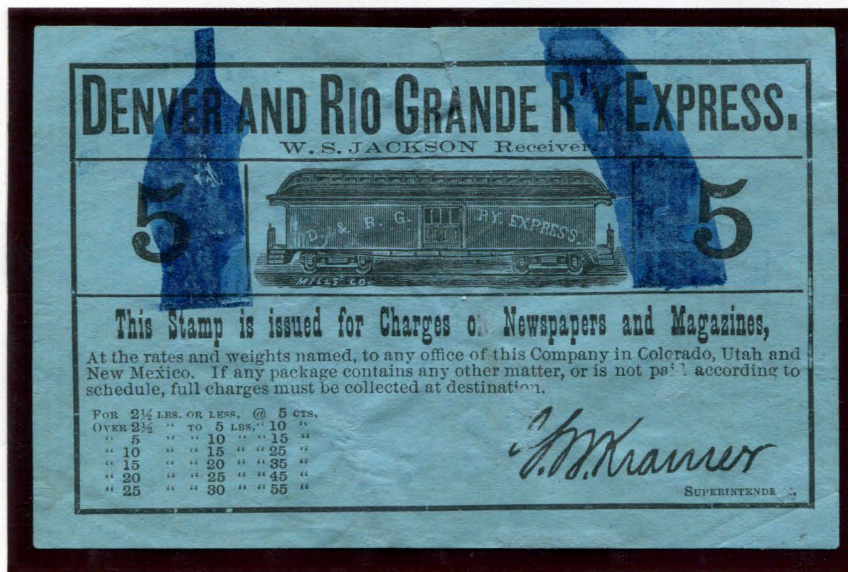 DENVER AND RIO GRANDE R'Y EXPRESS.
W. S. JACKSON Receiver.
5 5
D. & R. G. RY. EXPRESS.
MILLS CO.
This Stamp is issued for Charges on Newspapers and Magazines,
At the rates and weights named, to any office of this Company in Colorado, Utah and
New Mexico. If any package contains any other matter, or is not paid according to
schedule, full charges must be collected at destination.
FOR 2½ LBS. OR LESS, @ 5 CTS,
OVER 2½ " TO 5 LBS, " 10 "
" 5 " " 10 " " 15 "
" 10 " " 15 " " 25 "
" 15 " " 20 " " 35 "
" 20 " " 25 " " 45 "
" 25 " " 30 " " 55 "
Kramer
SUPERINTENDE